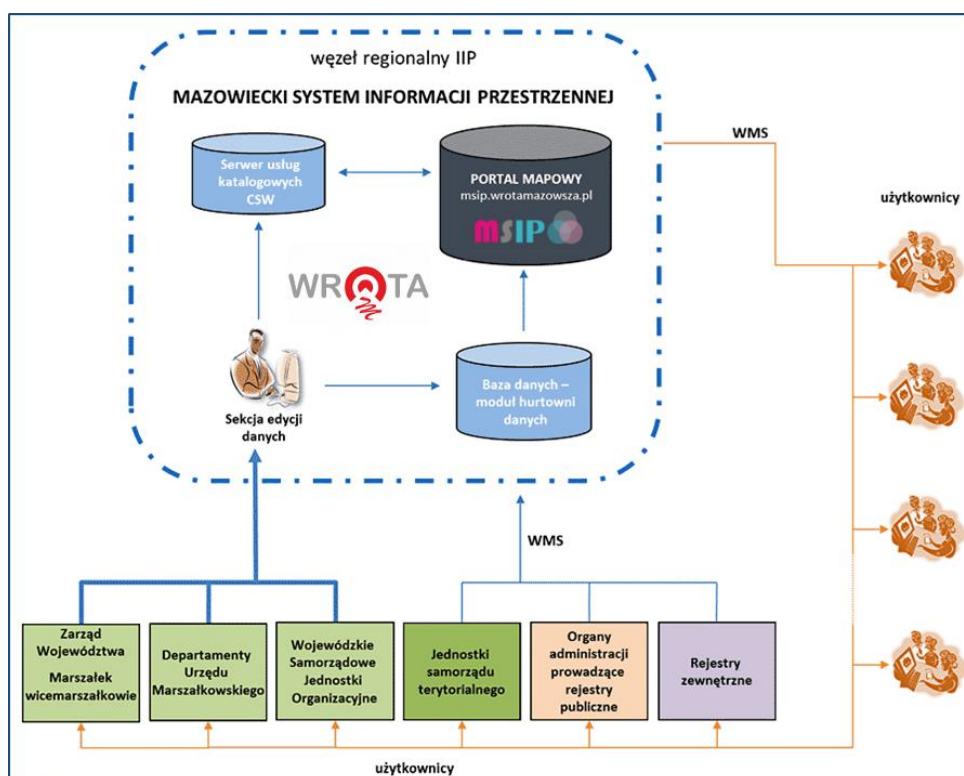 węzeł regionalny IIP
MAZOWIECKI SYSTEM INFORMACJI PRZESTRZENNEJ
Serwer usług
katalogowych
CSW
PORTAL MAPOWY
msip.wrotamazowsza.pl
mSIP
WROTA
Sekcja edycji
danych
Baza danych –
moduł hurtowni
danych
WMS
użytkownicy
WMS
Zarząd
Województwa
Marszałek
wicemarszałkowie
Departamenty
Urzędu
Marszałkowskiego
Wojewódzkie
Samorządowe
Jednostki
Organizacyjne
Jednostki
samorządu
terytorialnego
Organy
administracji
prowadzące
rejestry
publiczne
Rejestry
zewnętrzne
użytkownicy